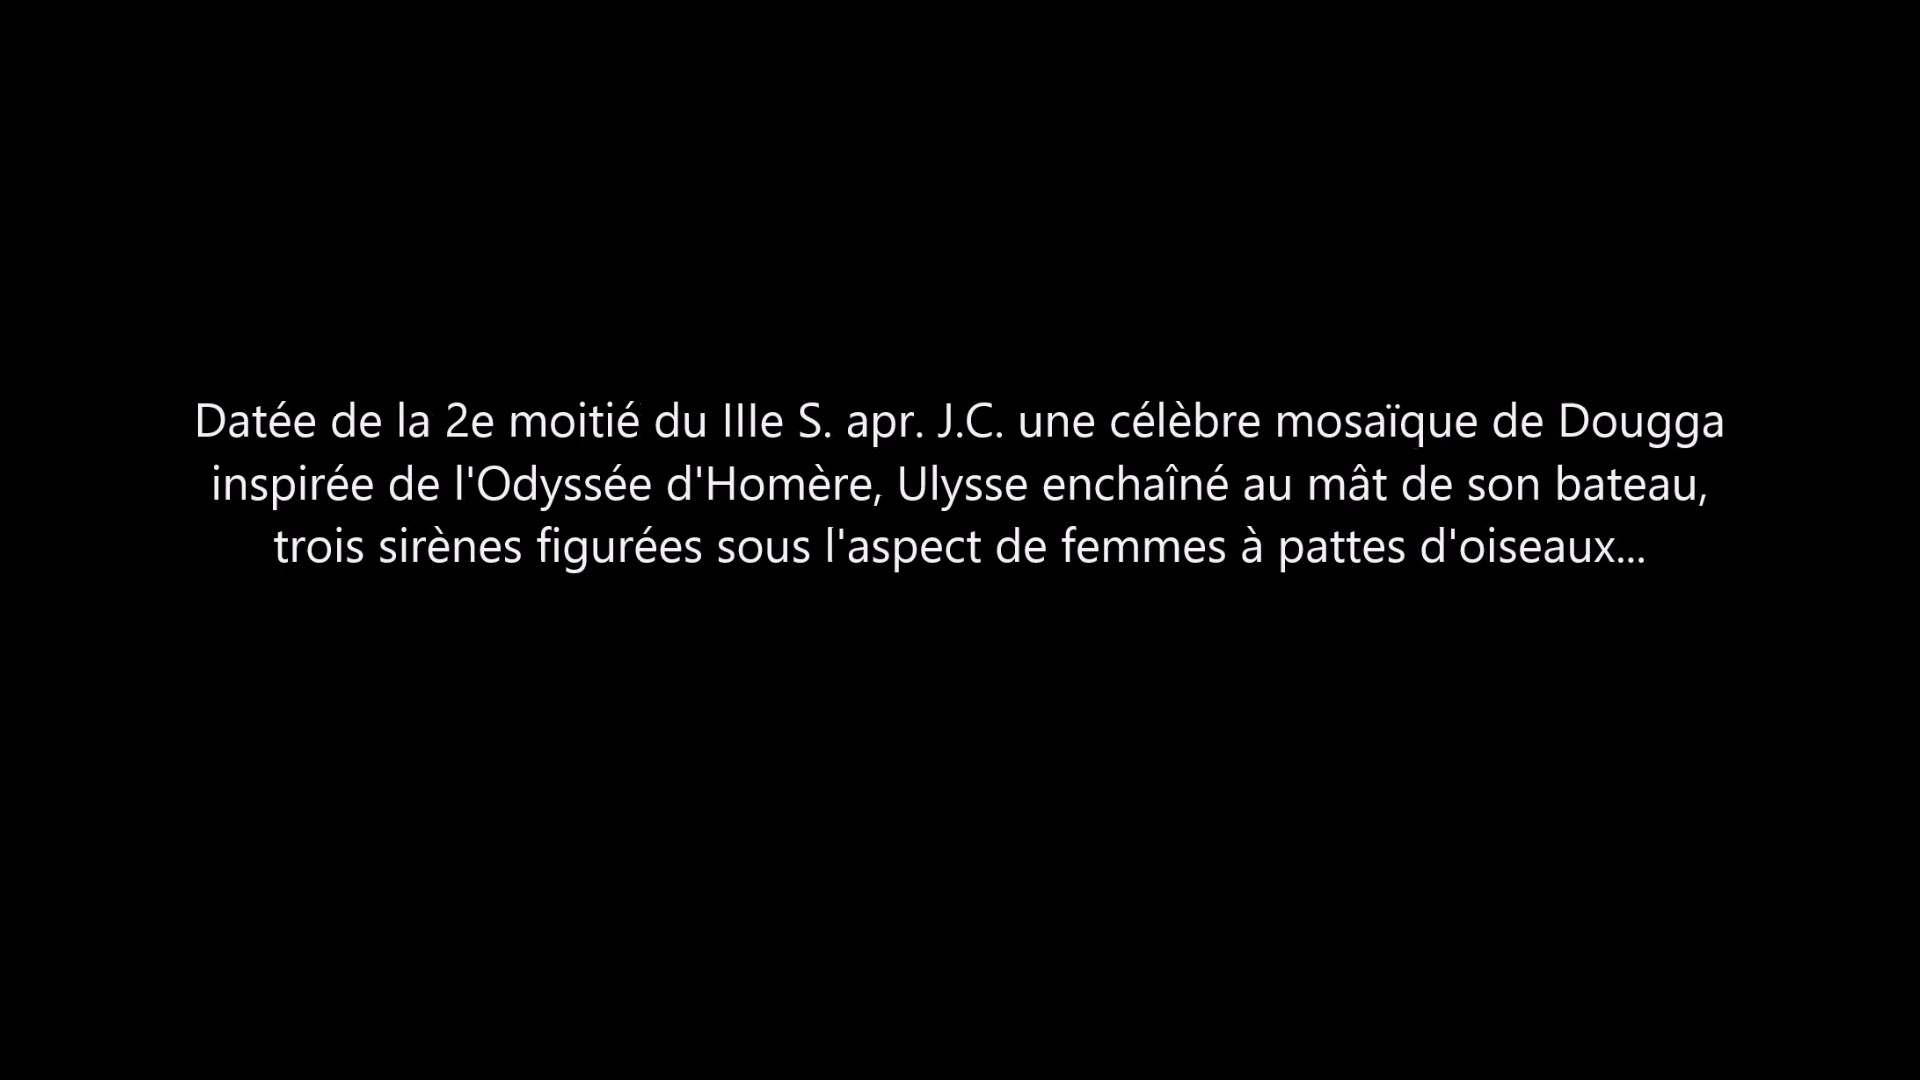 Datée de la 2e moitié du IIIe S. apr. J.C. une célèbre mosaïque de Dougga
inspirée de l'Odyssée d'Homère, Ulysse enchaîné au mât de son bateau,
trois sirènes figurées sous l'aspect de femmes à pattes d'oiseaux...